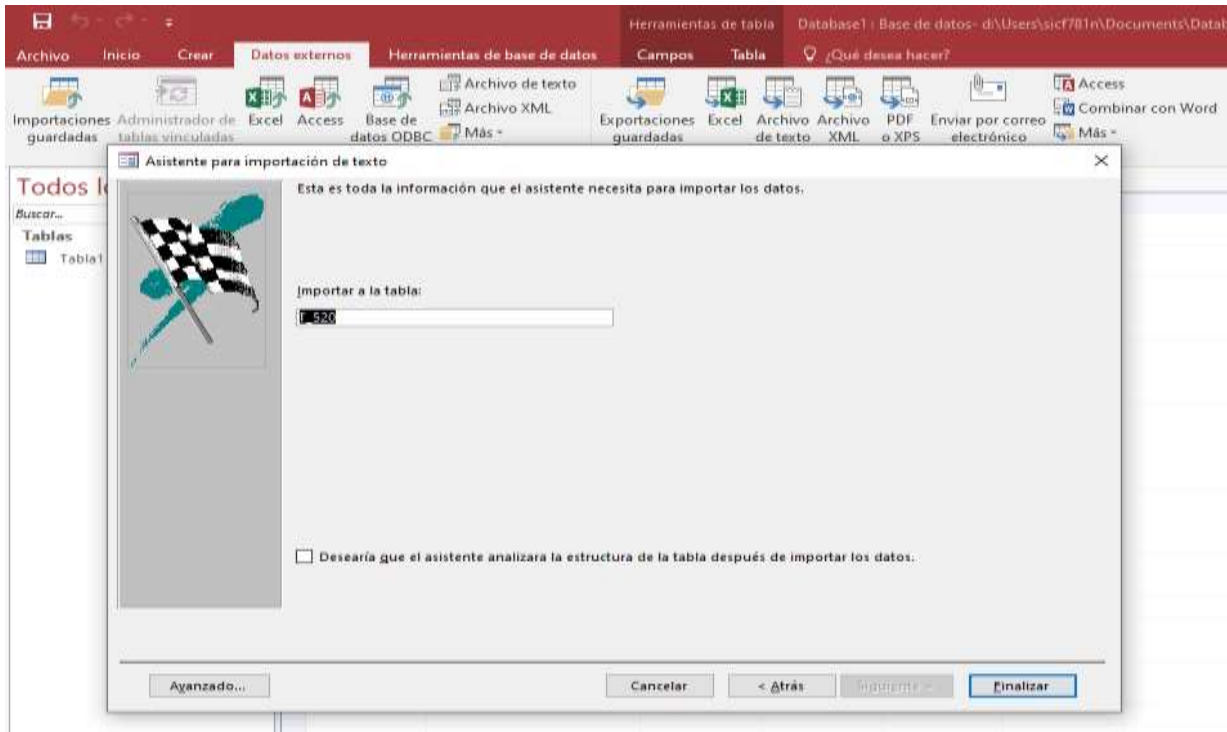 Herramientas de tabla Database1 : Base de datos- d:\Users\sicf781n\Documents\Datab
Archivo Inicio Crear Datos externos Herramientas de base de datos Campos Tabla ¿Qué desea hacer?
Importaciones guardadas
Administrador de tablas vinculadas
Excel
Access
Base de datos ODBC
Archivo de texto
Archivo XML
Más
Exportaciones guardadas
Excel
Archivo de texto
Archivo XML
PDF o XPS
Enviar por correo electrónico
Access
Combinar con Word
Más
Asistente para importación de texto
Todos l
Buscar...
Tablas
Tabla1
Esta es toda la información que el asistente necesita para importar los datos.
Importar a la tabla:
T_520
Desearía que el asistente analizara la estructura de la tabla después de importar los datos.
Avanzado...
Cancelar
< Atrás
Siguiente >
Finalizar